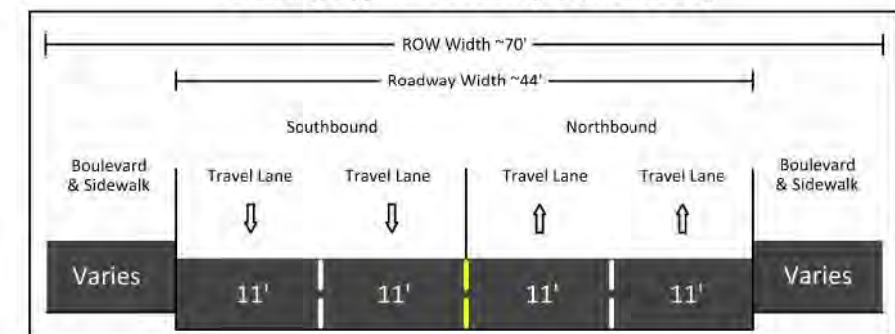 ROW Width ~70'
Roadway Width ~44'
Southbound
Northbound
Boulevard
& Sidewalk
Travel Lane
Travel Lane
Travel Lane
Travel Lane
Boulevard
& Sidewalk
Varies
11'
11'
11'
11'
Varies